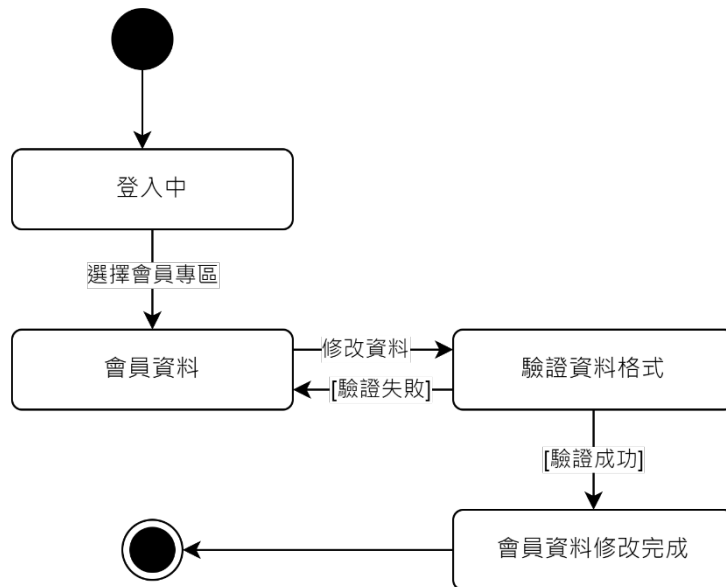 登入中
選擇會員專區
會員資料
修改資料
[驗證失敗]
驗證資料格式
[驗證成功]
會員資料修改完成